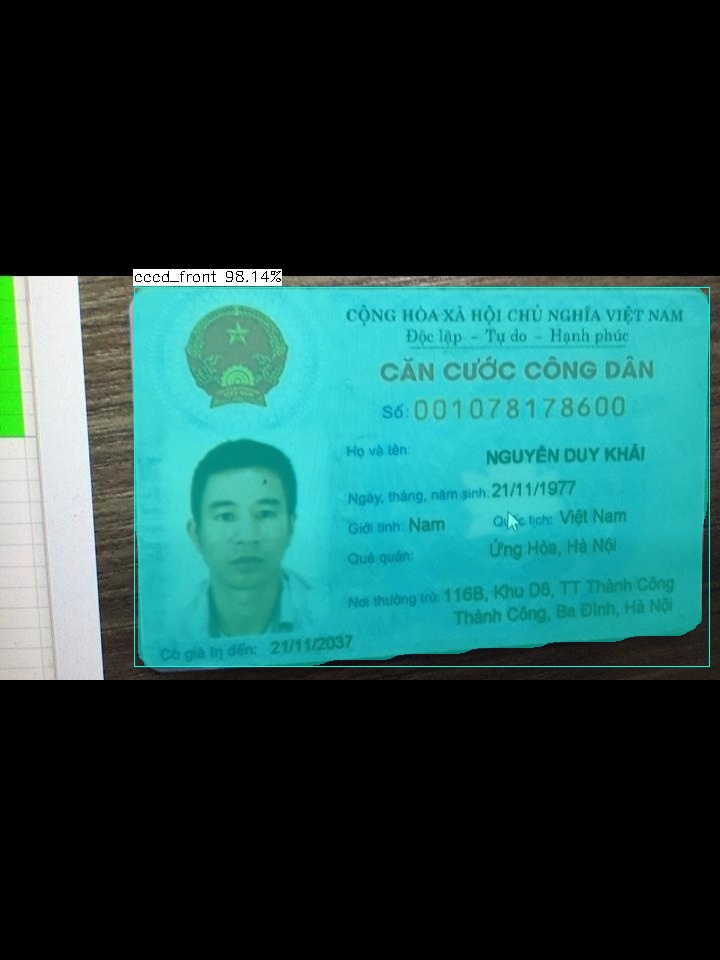 cccd_front 98.14%
CỘNG HÒA XÃ HỘI CHỦ NGHĨA VIỆT NAM
Độc lập - Tự do - Hạnh phúc
CĂN CƯỚC CÔNG DÂN
Số: 001078178600
Họ và tên: NGUYỄN DUY KHẢI
Ngày, tháng, năm sinh: 21/11/1977
Giới tính: Nam Quốc tịch: Việt Nam
Quê quán: Ứng Hòa, Hà Nội
Nơi thường trú: 116B, Khu D8, TT Thành Công
Thành Công, Ba Đình, Hà Nội
Có giá trị đến: 21/11/2037